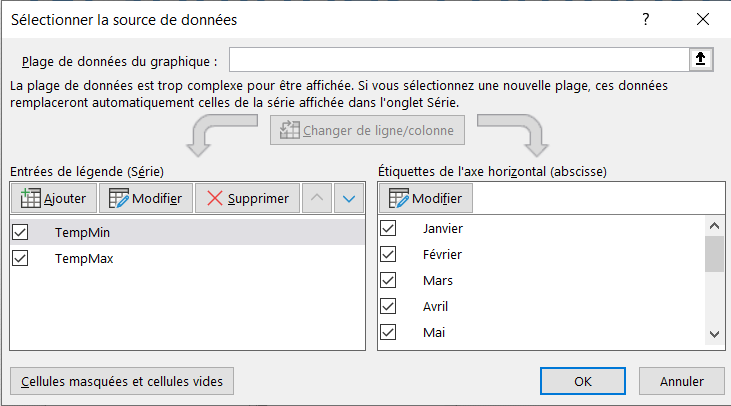 Sélectionner la source de données
?
Plage de données du graphique :
La plage de données est trop complexe pour être affichée. Si vous sélectionnez une nouvelle plage, ces données
remplaceront automatiquement celles de la série affichée dans l'onglet Série.
Changer de ligne/colonne
Entrées de légende (Série)
Ajouter
Modifier
Supprimer
TempMin
TempMax
Étiquettes de l'axe horizontal (abscisse)
Modifier
Janvier
Février
Mars
Avril
Mai
Cellules masquées et cellules vides
OK
Annuler